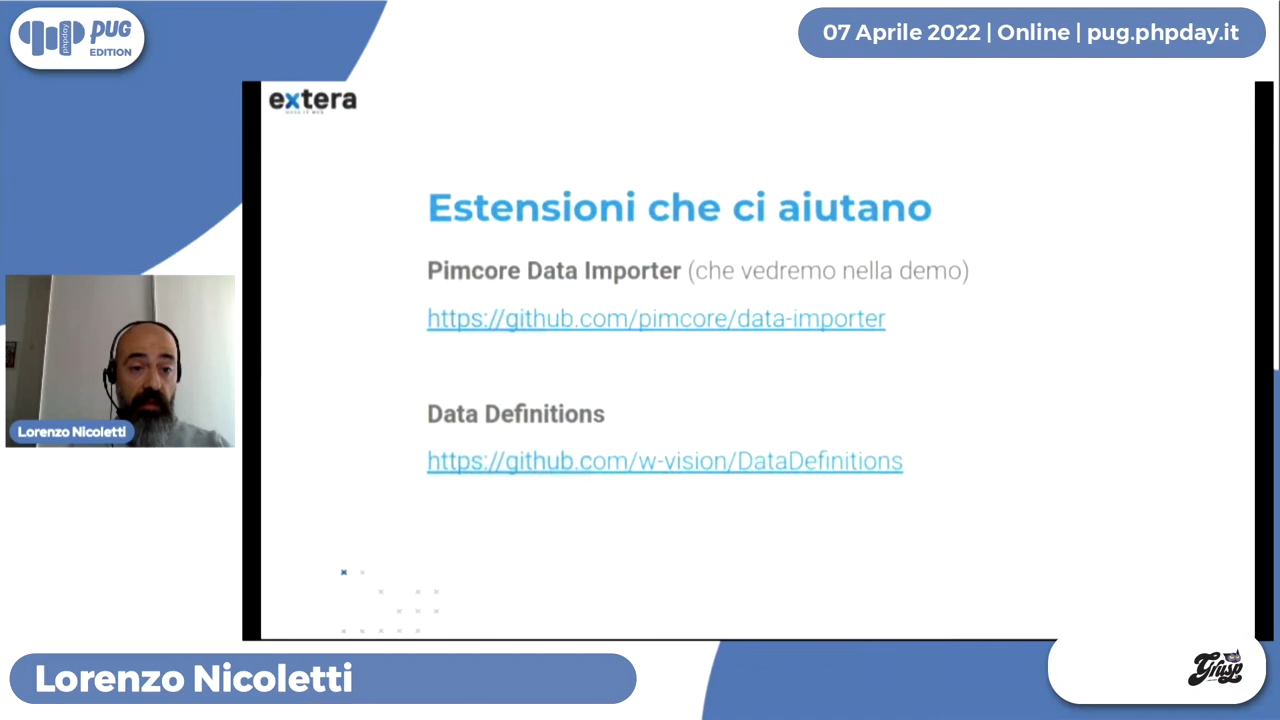 phpday
PUG
EDITION
07 Aprile 2022 | Online | pug.phpday.it
extera
Estensioni che ci aiutano
Pimcore Data Importer (che vedremo nella demo)
https://github.com/pimcore/data-importer
Data Definitions
https://github.com/w-vision/DataDefinitions
Lorenzo Nicoletti
Lorenzo Nicoletti
Grusp